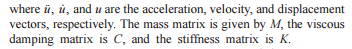 where ü, u̇, and u are the acceleration, velocity, and displacement
vectors, respectively. The mass matrix is given by M, the viscous
damping matrix is C, and the stiffness matrix is K.